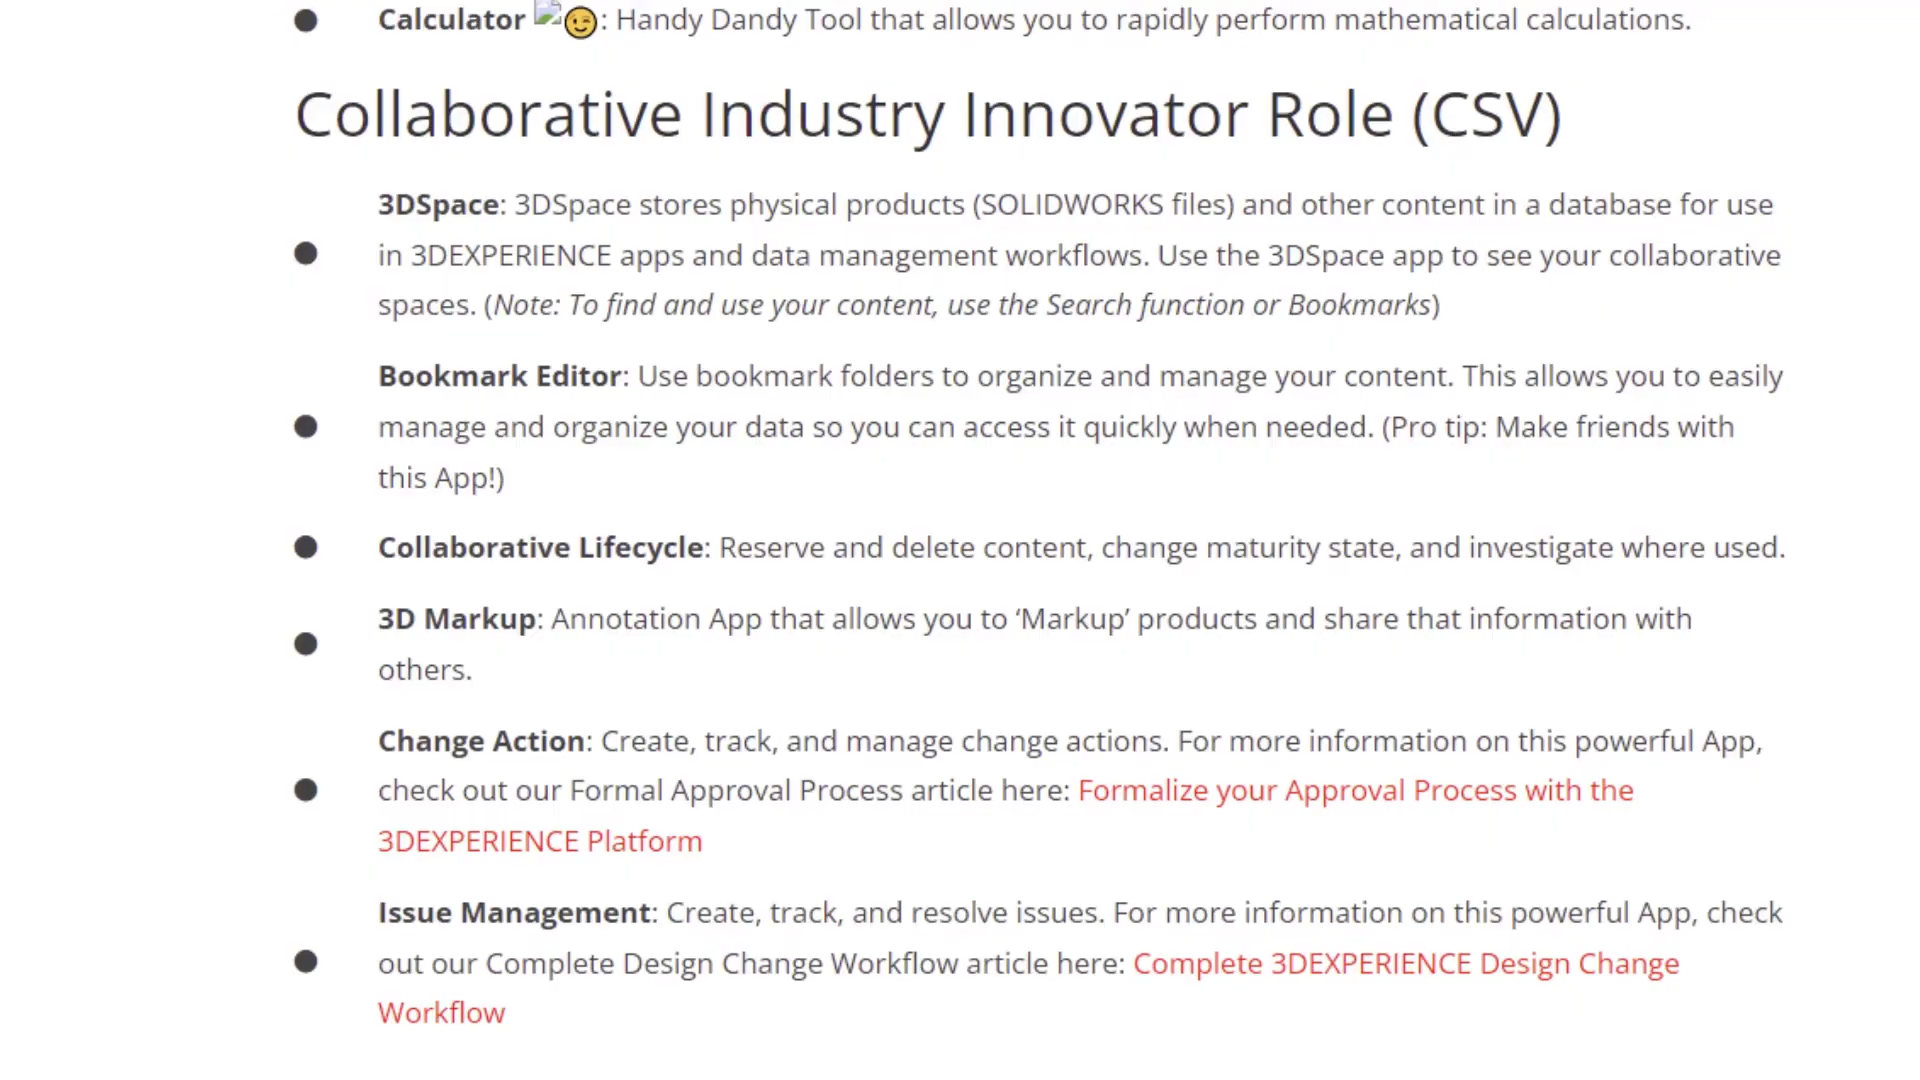 Calculator 😉: Handy Dandy Tool that allows you to rapidly perform mathematical calculations.
Collaborative Industry Innovator Role (CSV)
3DSpace: 3DSpace stores physical products (SOLIDWORKS files) and other content in a database for use
in 3DEXPERIENCE apps and data management workflows. Use the 3DSpace app to see your collaborative
spaces. (Note: To find and use your content, use the Search function or Bookmarks)
Bookmark Editor: Use bookmark folders to organize and manage your content. This allows you to easily
manage and organize your data so you can access it quickly when needed. (Pro tip: Make friends with
this App!)
Collaborative Lifecycle: Reserve and delete content, change maturity state, and investigate where used.
3D Markup: Annotation App that allows you to ‘Markup’ products and share that information with
others.
Change Action: Create, track, and manage change actions. For more information on this powerful App,
check out our Formal Approval Process article here: Formalize your Approval Process with the
3DEXPERIENCE Platform
Issue Management: Create, track, and resolve issues. For more information on this powerful App, check
out our Complete Design Change Workflow article here: Complete 3DEXPERIENCE Design Change
Workflow